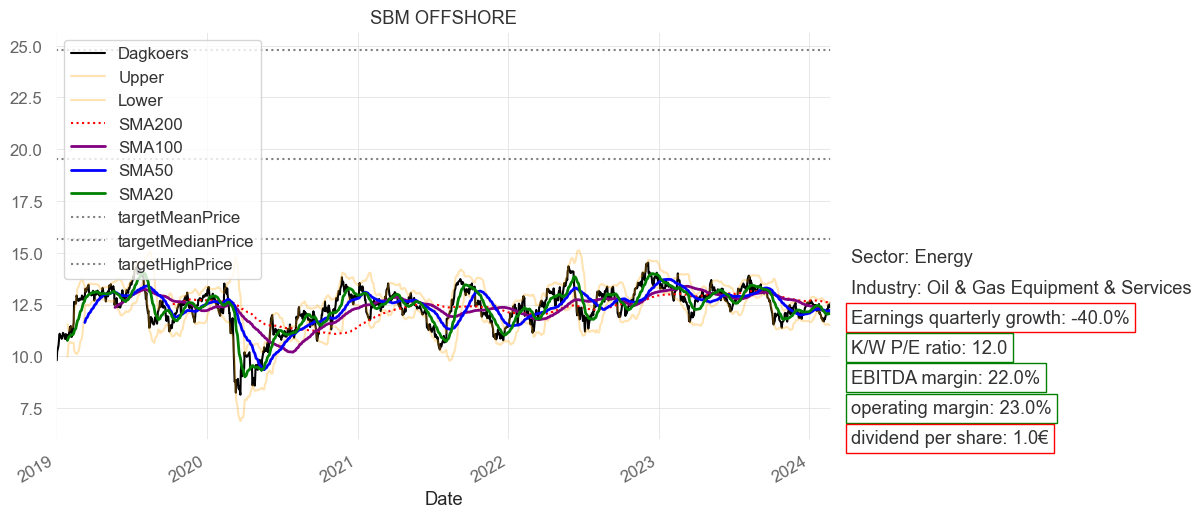 SBM OFFSHORE
25.0
22.5
20.0
17.5
15.0
12.5
10.0
7.5
Dagkoers
Upper
Lower
SMA200
SMA100
SMA50
SMA20
targetMeanPrice
targetMedianPrice
targetHighPrice
Sector: Energy
Industry: Oil & Gas Equipment & Services
Earnings quarterly growth: -40.0%
K/W P/E ratio: 12.0
EBITDA margin: 22.0%
operating margin: 23.0%
dividend per share: 1.0€
2019
2020
2021
2022
2023
2024
Date